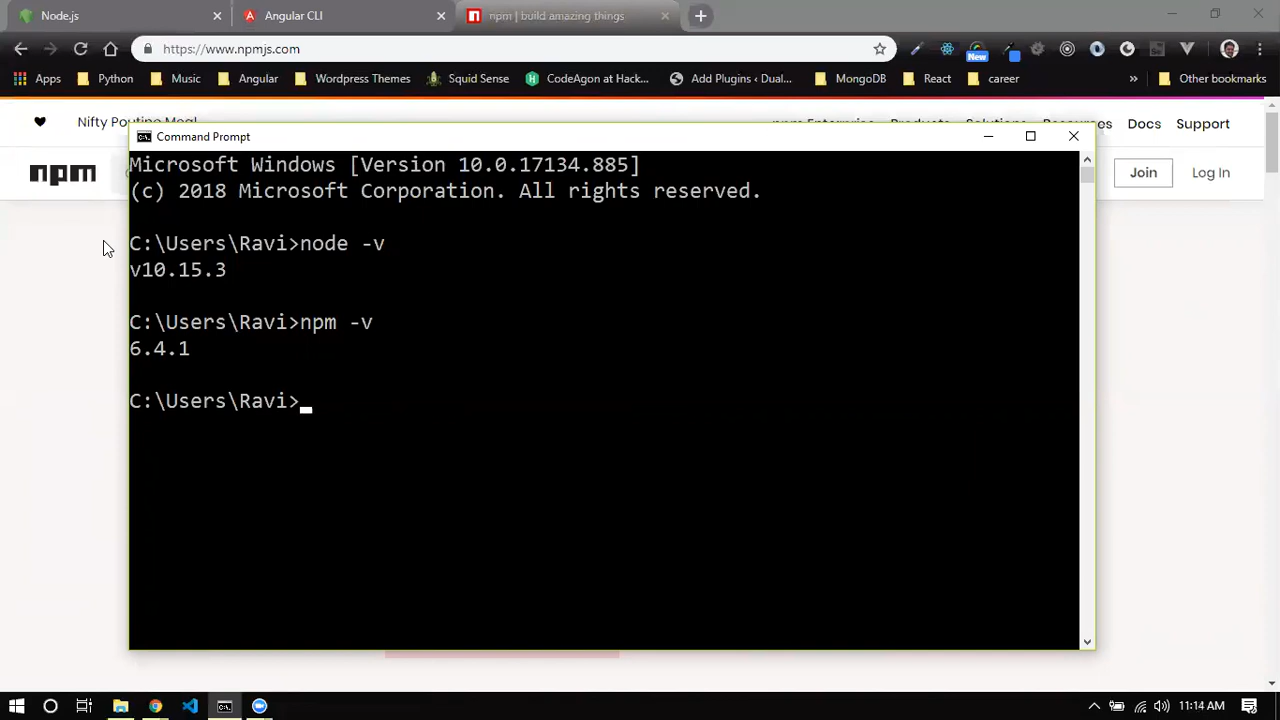 Node.js
Angular CLI
npm | build amazing things
https://www.npmjs.com
New
Apps
Python
Music
Angular
Wordpress Themes
Squid Sense
CodeAgon at Hack...
Add Plugins ‹ Dual...
MongoDB
React
career
»
Other bookmarks
Nifty Poutine Meal
npm Enterprise
Products
Solutions
Resources
Docs
Support
npm
Join
Log In
Command Prompt
Microsoft Windows [Version 10.0.17134.885]
(c) 2018 Microsoft Corporation. All rights reserved.
C:\Users\Ravi>node -v
v10.15.3
C:\Users\Ravi>npm -v
6.4.1
C:\Users\Ravi>
11:14 AM